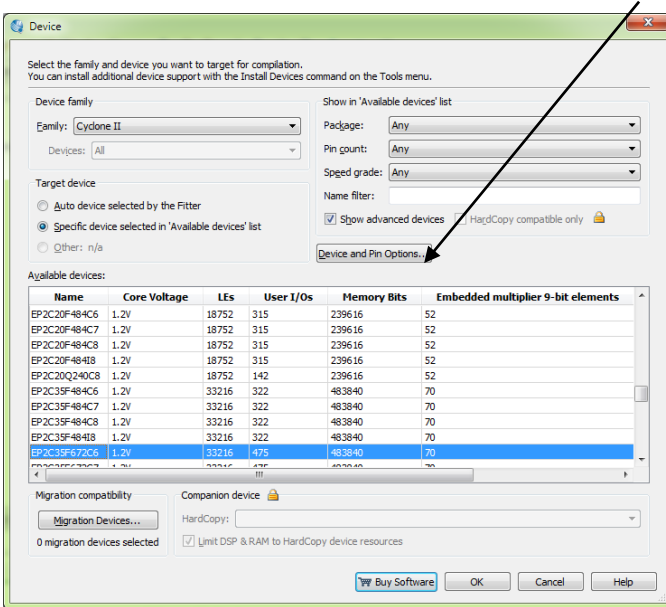 Device
Select the family and device you want to target for compilation.
You can install additional device support with the Install Devices command on the Tools menu.
Device family
Family: Cyclone II
Devices: All
Show in 'Available devices' list
Package: Any
Pin count: Any
Speed grade: Any
Name filter:
Show advanced devices HardCopy compatible only
Target device
Auto device selected by the Fitter
Specific device selected in 'Available devices' list
Other: n/a
Device and Pin Options...
Available devices:
Name Core Voltage LEs User I/Os Memory Bits Embedded multiplier 9-bit elements
EP2C20F484C6 1.2V 18752 315 239616 52
EP2C20F484C7 1.2V 18752 315 239616 52
EP2C20F484C8 1.2V 18752 315 239616 52
EP2C20F484I8 1.2V 18752 315 239616 52
EP2C20Q240C8 1.2V 18752 142 239616 52
EP2C35F484C6 1.2V 33216 322 483840 70
EP2C35F484C7 1.2V 33216 322 483840 70
EP2C35F484C8 1.2V 33216 322 483840 70
EP2C35F484I8 1.2V 33216 322 483840 70
EP2C35F672C6 1.2V 33216 475 483840 70
Migration compatibility
Migration Devices...
0 migration devices selected
Companion device
HardCopy:
Limit DSP & RAM to HardCopy device resources
Buy Software OK Cancel Help